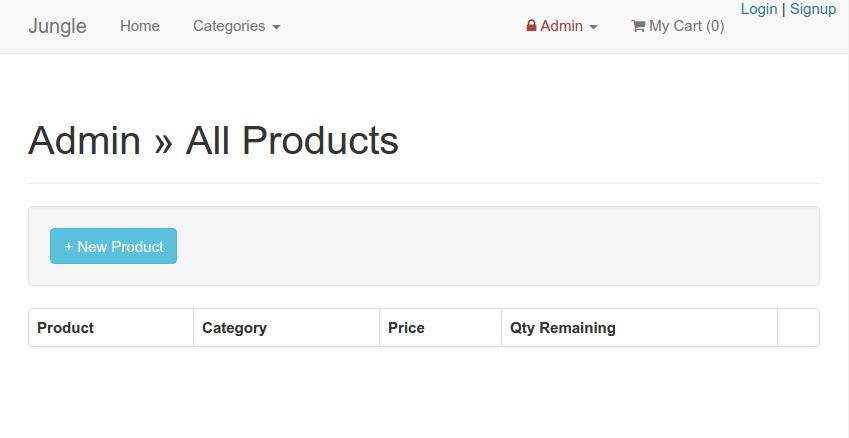 Jungle Home Categories Admin My Cart (0) Login | Signup
Admin » All Products
+ New Product
Product Category Price Qty Remaining